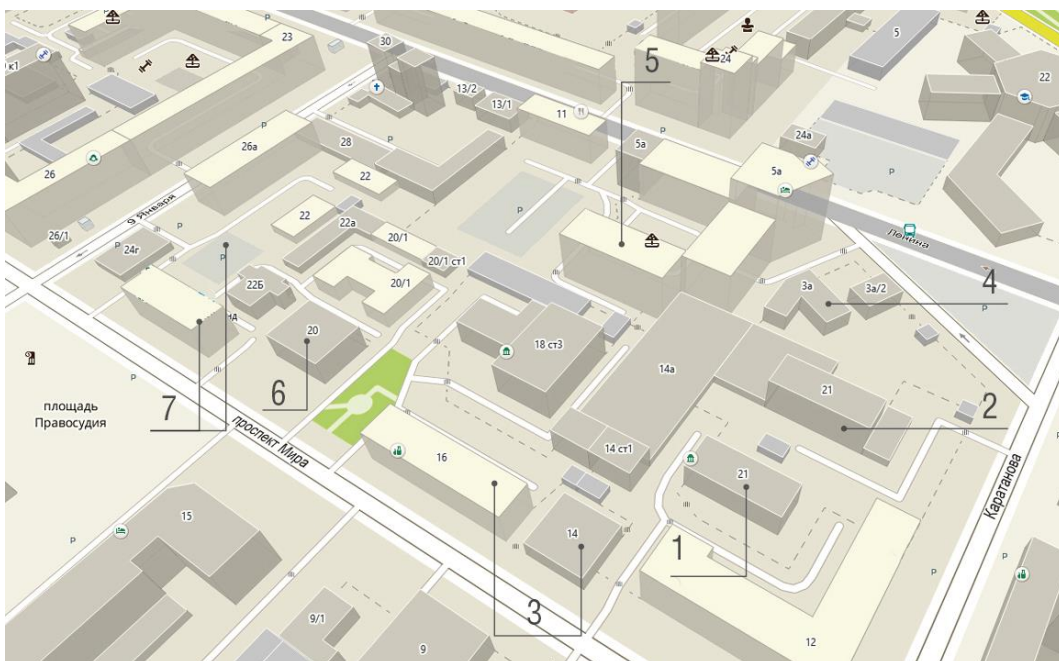 23
30
13/2
13/1
11
5
24
5
22
0 к1
26
26а
28
22
5а
24а
5а
9 Января
22
22а
20/1
20/1 ст1
Ленина
26/1
24г
22Б
20/1
3а
3а/2
4
нд
20
18 ст3
14а
21
2
7
6
площадь
Правосудия
проспект Мира
16
14 ст1
21
Каратанова
15
14
1
3
9/1
9
12
P
P
P
P
P
P
P
P
P
P
P
P
P